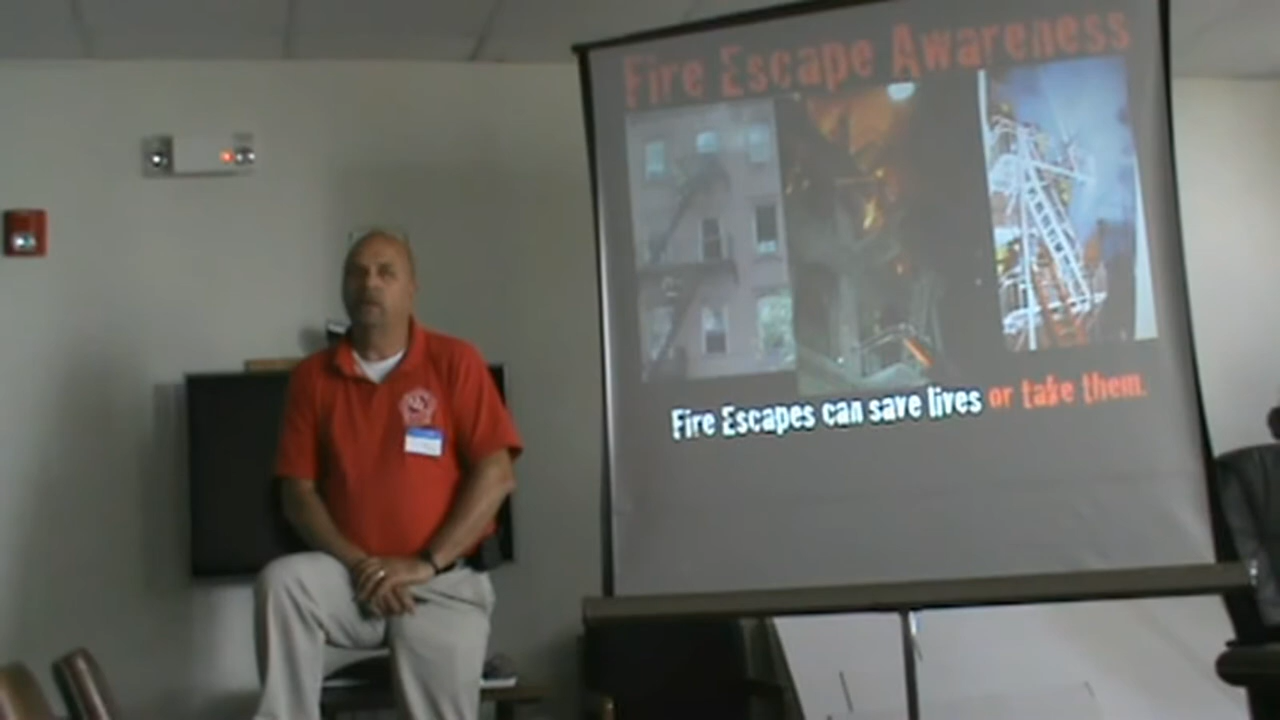 Fire Escape Awareness
Fire Escapes can save lives or take them.